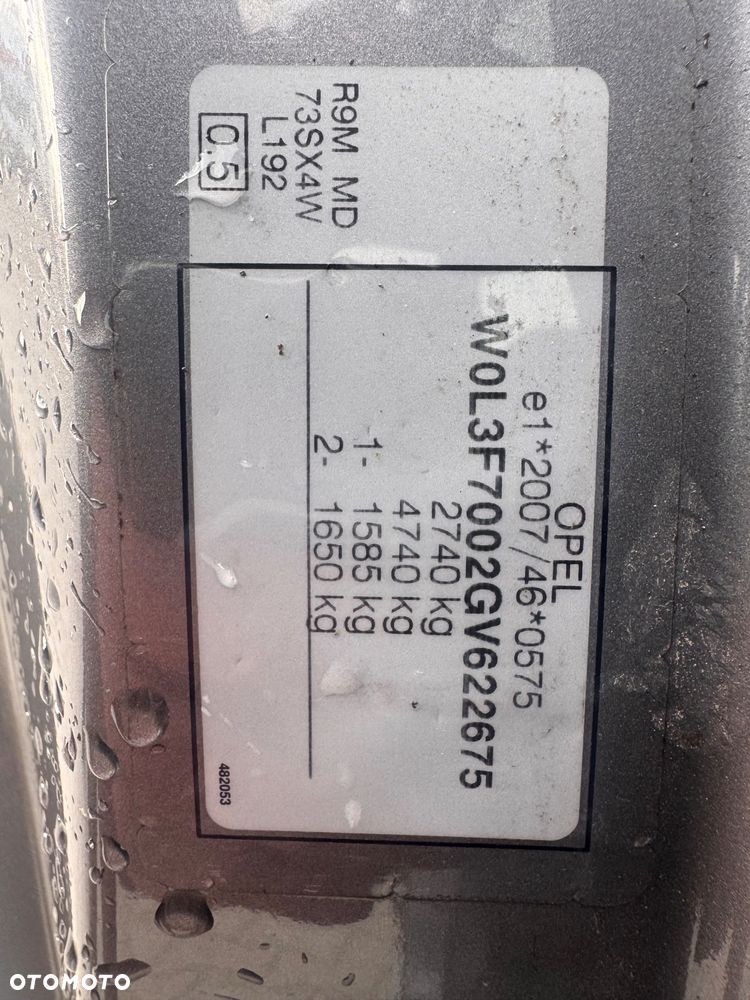 OPEL
e1*2007/46*0575
W0L3F7002GV622675
2740 kg
4740 kg
1- 1585 kg
2- 1650 kg
482053
R9M MD
73SX4W
L192
0.5
OTOMOTO